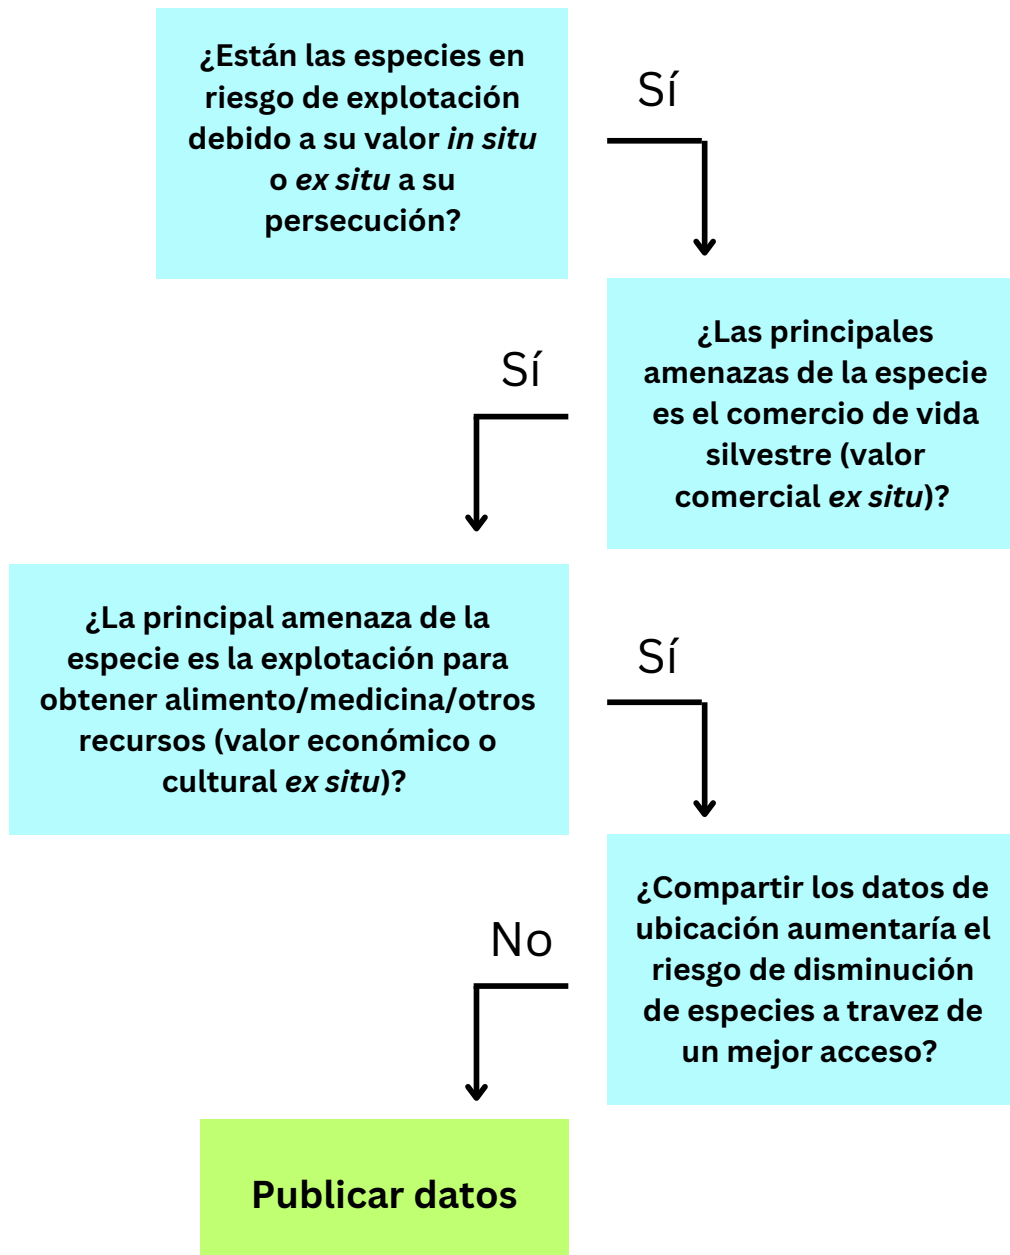 ¿Están las especies en
riesgo de explotación
debido a su valor in situ
o ex situ a su
persecución?
Sí
¿Las principales
amenazas de la especie
es el comercio de vida
silvestre (valor
comercial ex situ)?
Sí
¿La principal amenaza de la
especie es la explotación para
obtener alimento/medicina/otros
recursos (valor económico o
cultural ex situ)?
Sí
¿Compartir los datos de
ubicación aumentaría el
riesgo de disminución
de especies a travez de
un mejor acceso?
No
Publicar datos